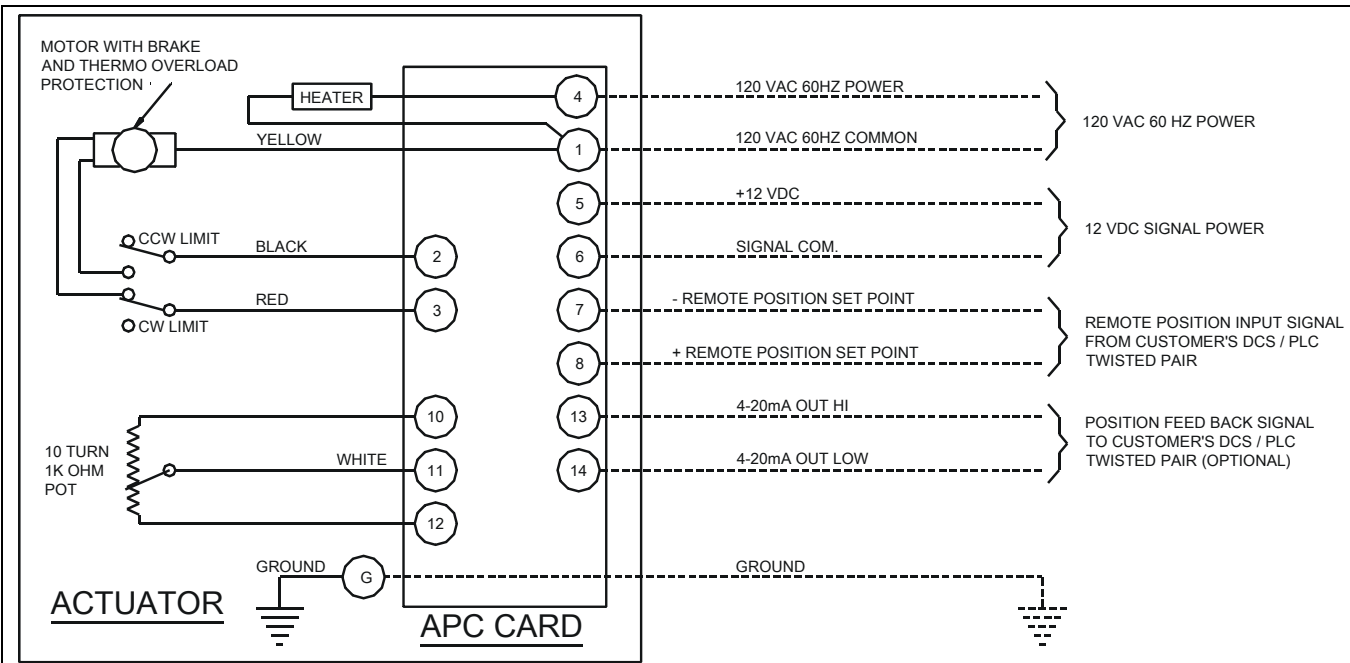 MOTOR WITH BRAKE
AND THERMO OVERLOAD
PROTECTION
HEATER
4
120 VAC 60HZ POWER
120 VAC 60 HZ POWER
YELLOW
1
120 VAC 60HZ COMMON
5
+12 VDC
12 VDC SIGNAL POWER
CCW LIMIT
BLACK
2
6
SIGNAL COM.
RED
3
7
- REMOTE POSITION SET POINT
CW LIMIT
REMOTE POSITION INPUT SIGNAL
FROM CUSTOMER'S DCS / PLC
TWISTED PAIR
8
+ REMOTE POSITION SET POINT
10
13
4-20mA OUT HI
POSITION FEED BACK SIGNAL
TO CUSTOMER'S DCS / PLC
TWISTED PAIR (OPTIONAL)
10 TURN
1K OHM
POT
WHITE
11
14
4-20mA OUT LOW
12
GROUND
G
GROUND
ACTUATOR
APC CARD